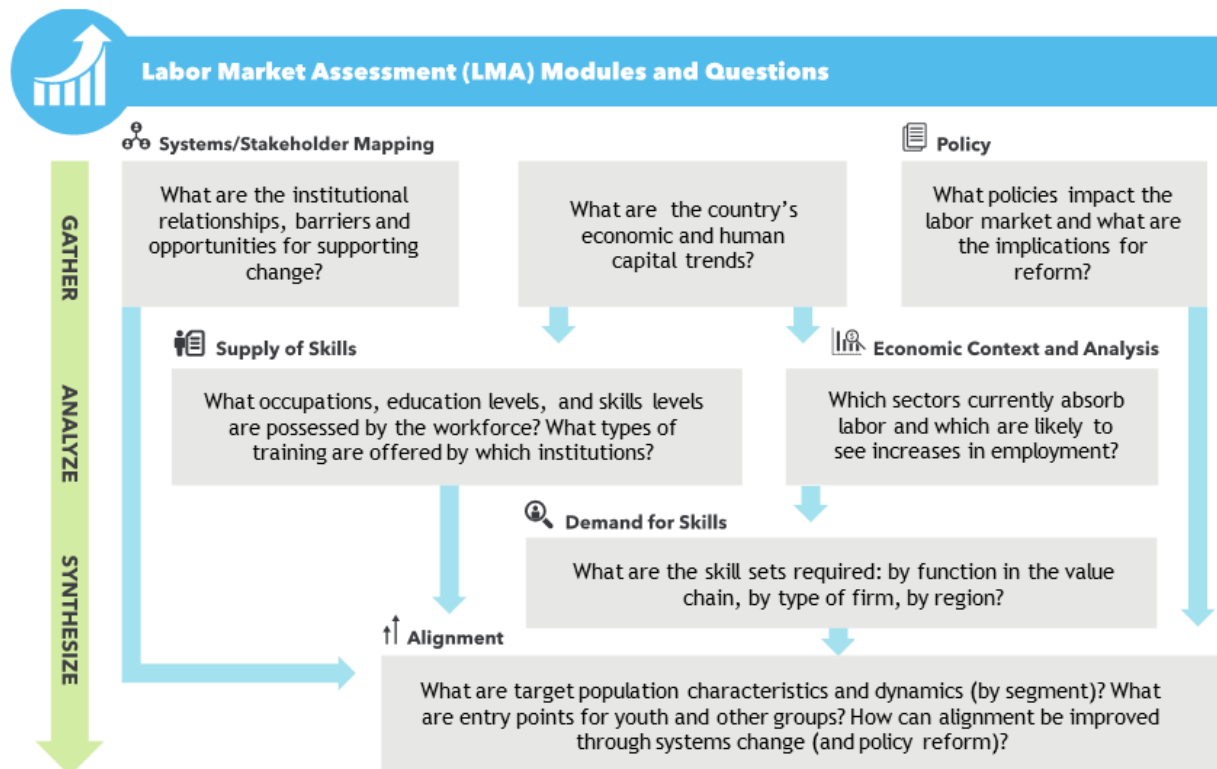 Labor Market Assessment (LMA) Modules and Questions
Systems/Stakeholder Mapping
What are the institutional
relationships, barriers and
opportunities for supporting
change?
What are the country's
economic and human
capital trends?
Policy
What policies impact the
labor market and what are
the implications for
reform?
GATHER
Supply of Skills
What occupations, education levels, and skills levels
are possessed by the workforce? What types of
training are offered by which institutions?
Economic Context and Analysis
Which sectors currently absorb
labor and which are likely to
see increases in employment?
ANALYZE
Demand for Skills
What are the skill sets required: by function in the value
chain, by type of firm, by region?
SYNTHESIZE
Alignment
What are target population characteristics and dynamics (by segment)? What
are entry points for youth and other groups? How can alignment be improved
through systems change (and policy reform)?